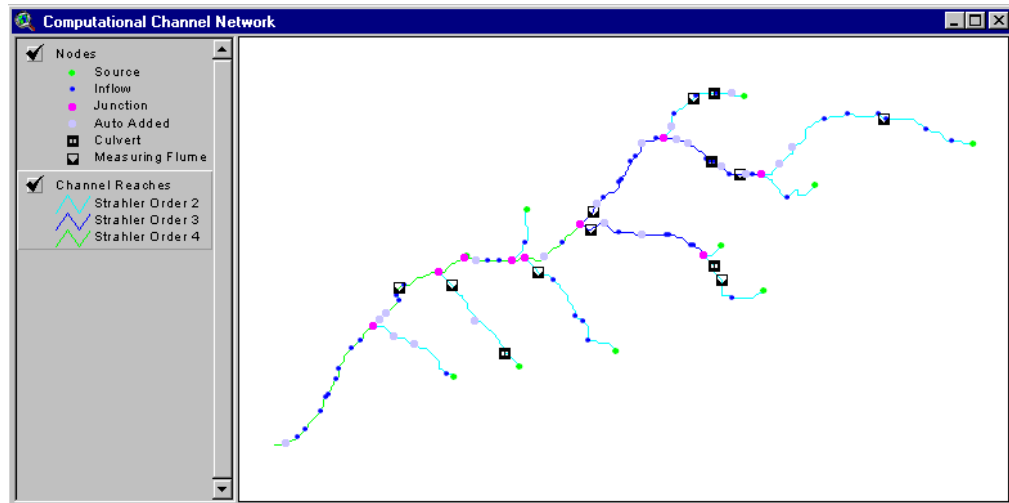 Computational Channel Network
Nodes
Source
Inflow
Junction
Auto Added
Culvert
Measuring Flume
Channel Reaches
Strahler Order 2
Strahler Order 3
Strahler Order 4